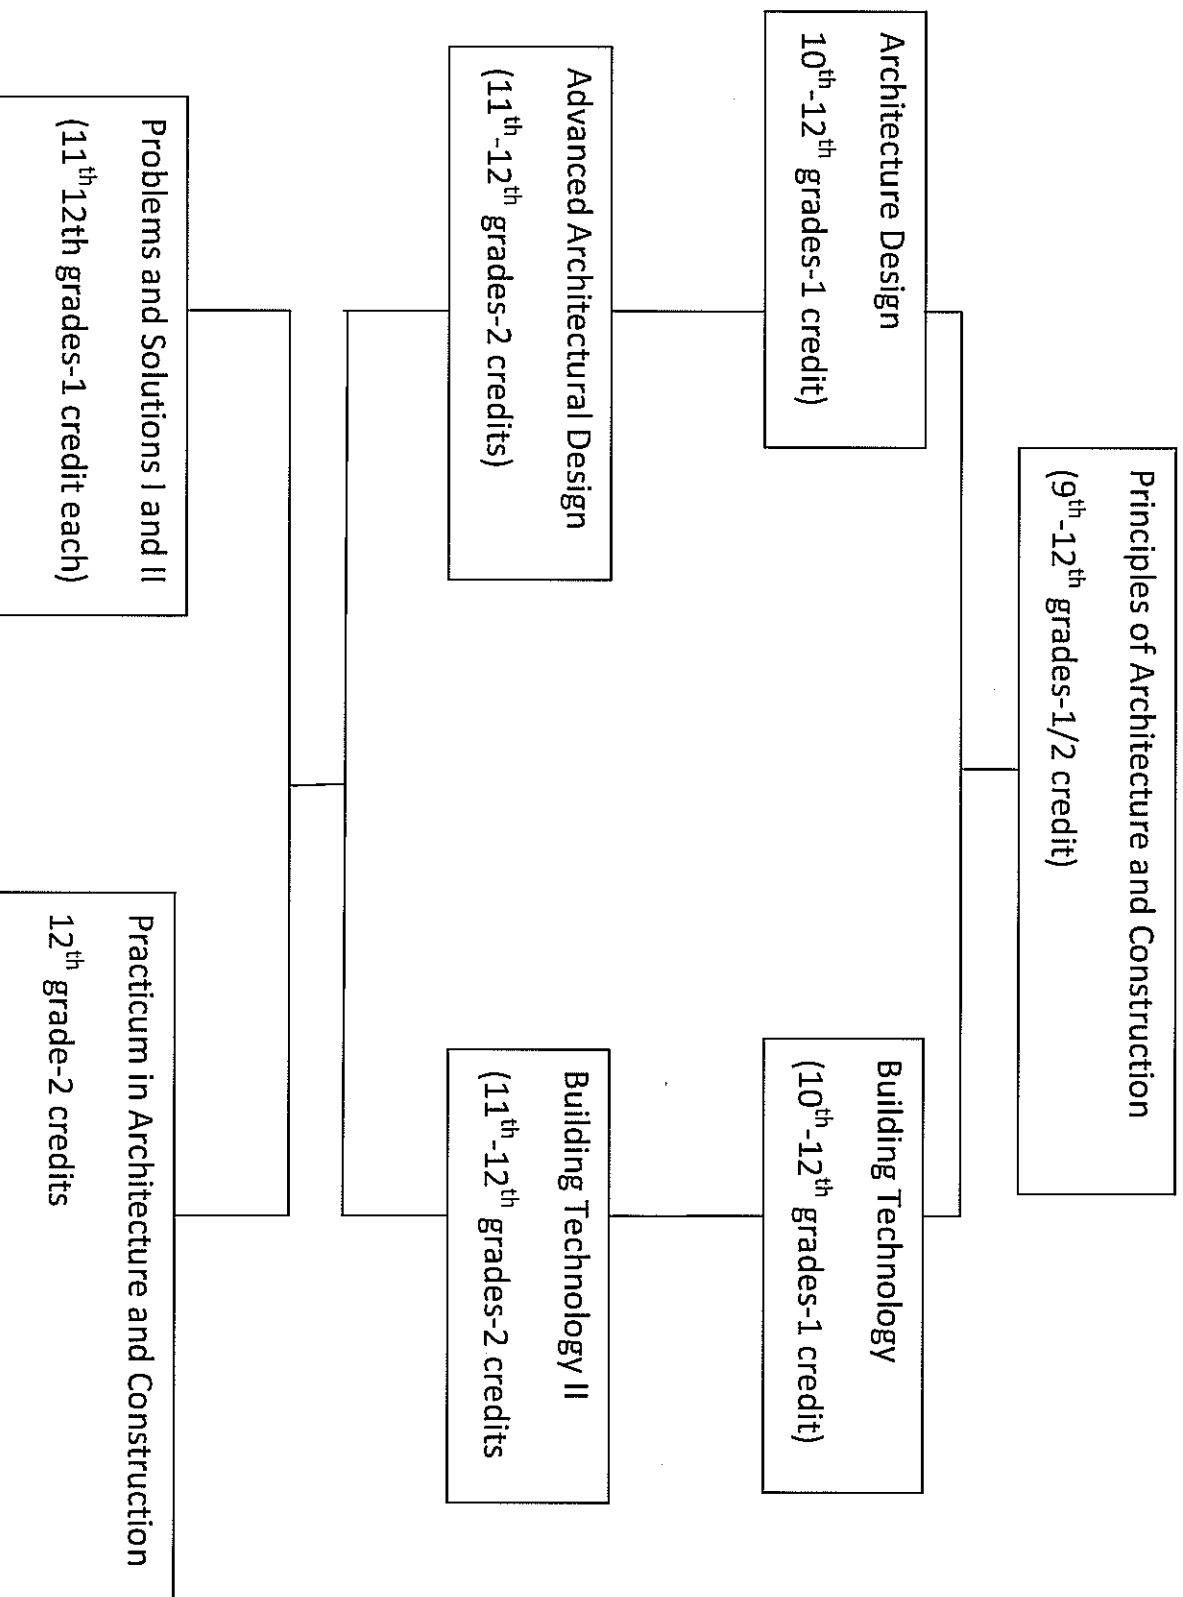 Principles of Architecture and Construction
(9th-12th grades-1/2 credit)
Architecture Design
10th-12th grades-1 credit)
Building Technology
(10th-12th grades-1 credit)
Advanced Architectural Design
(11th-12th grades-2 credits)
Building Technology II
(11th-12th grades-2 credits
Problems and Solutions I and II
(11th12th grades-1 credit each)
Practicum in Architecture and Construction
12th grade-2 credits